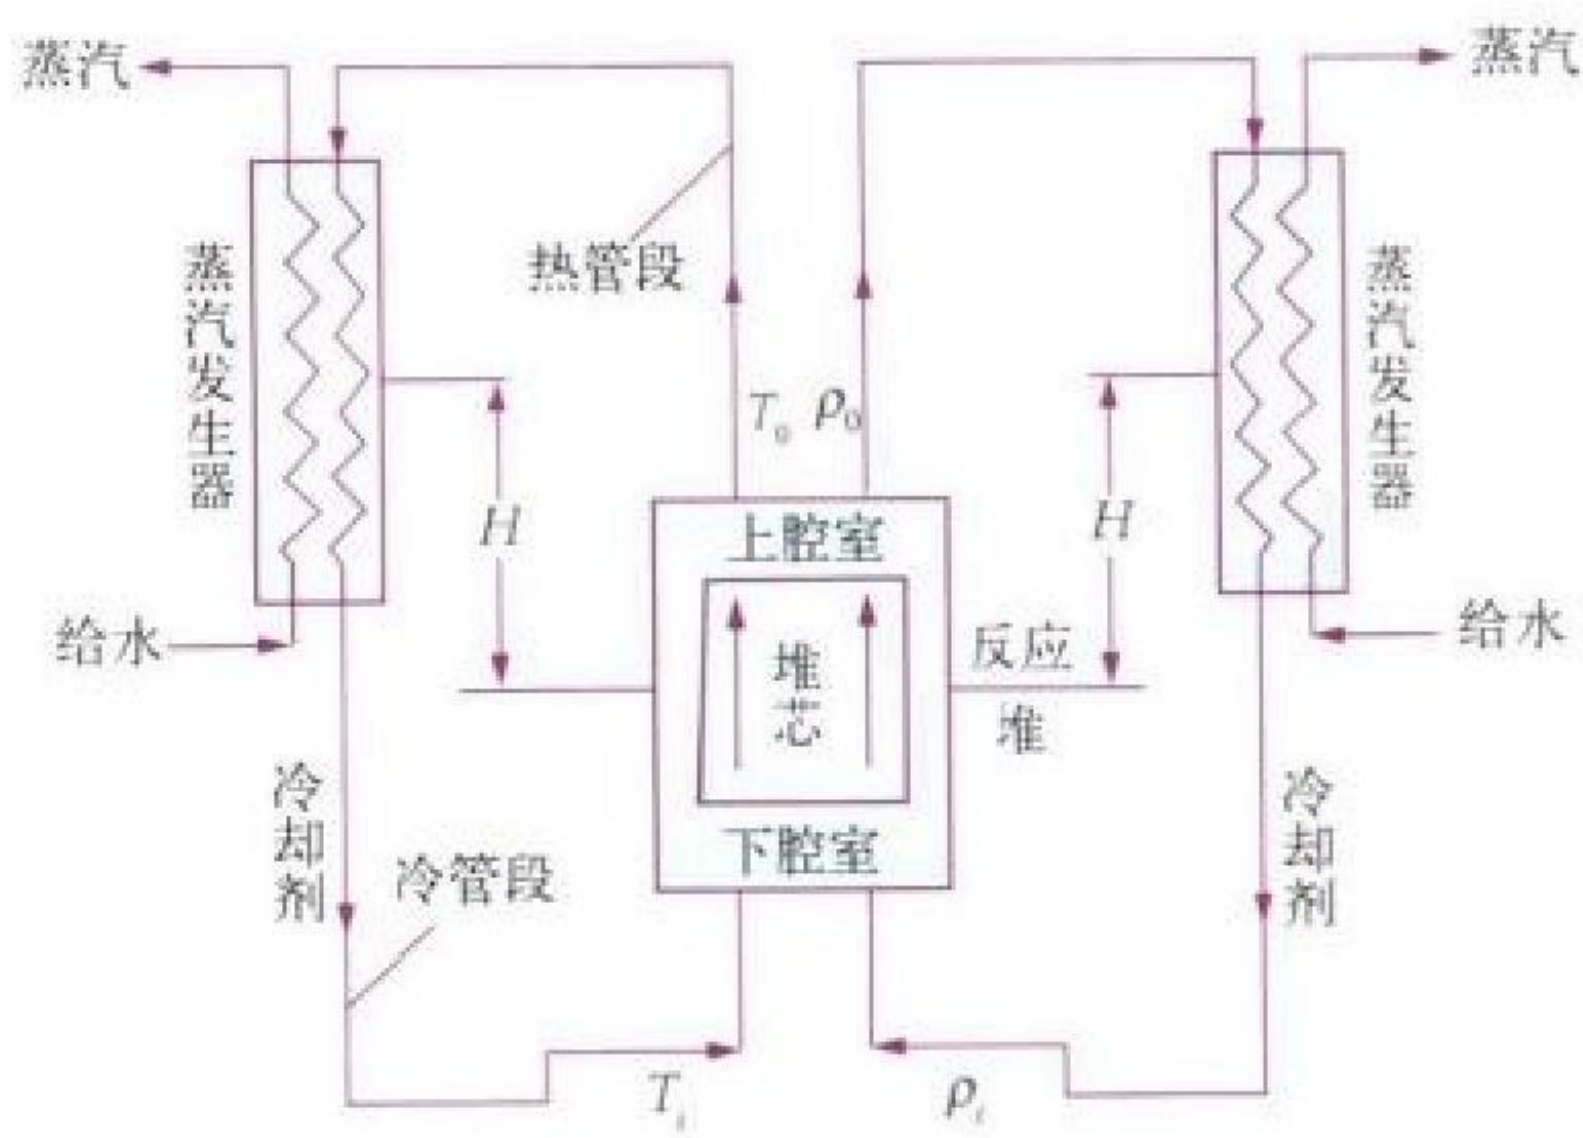 蒸汽
蒸汽
热管段
蒸汽发生器
蒸汽发生器
T₀ ρ₀
H
H
上腔室
堆芯
反应
堆
给水
给水
下腔室
冷却剂
冷却剂
冷管段
Tᵢ
ρᵢ